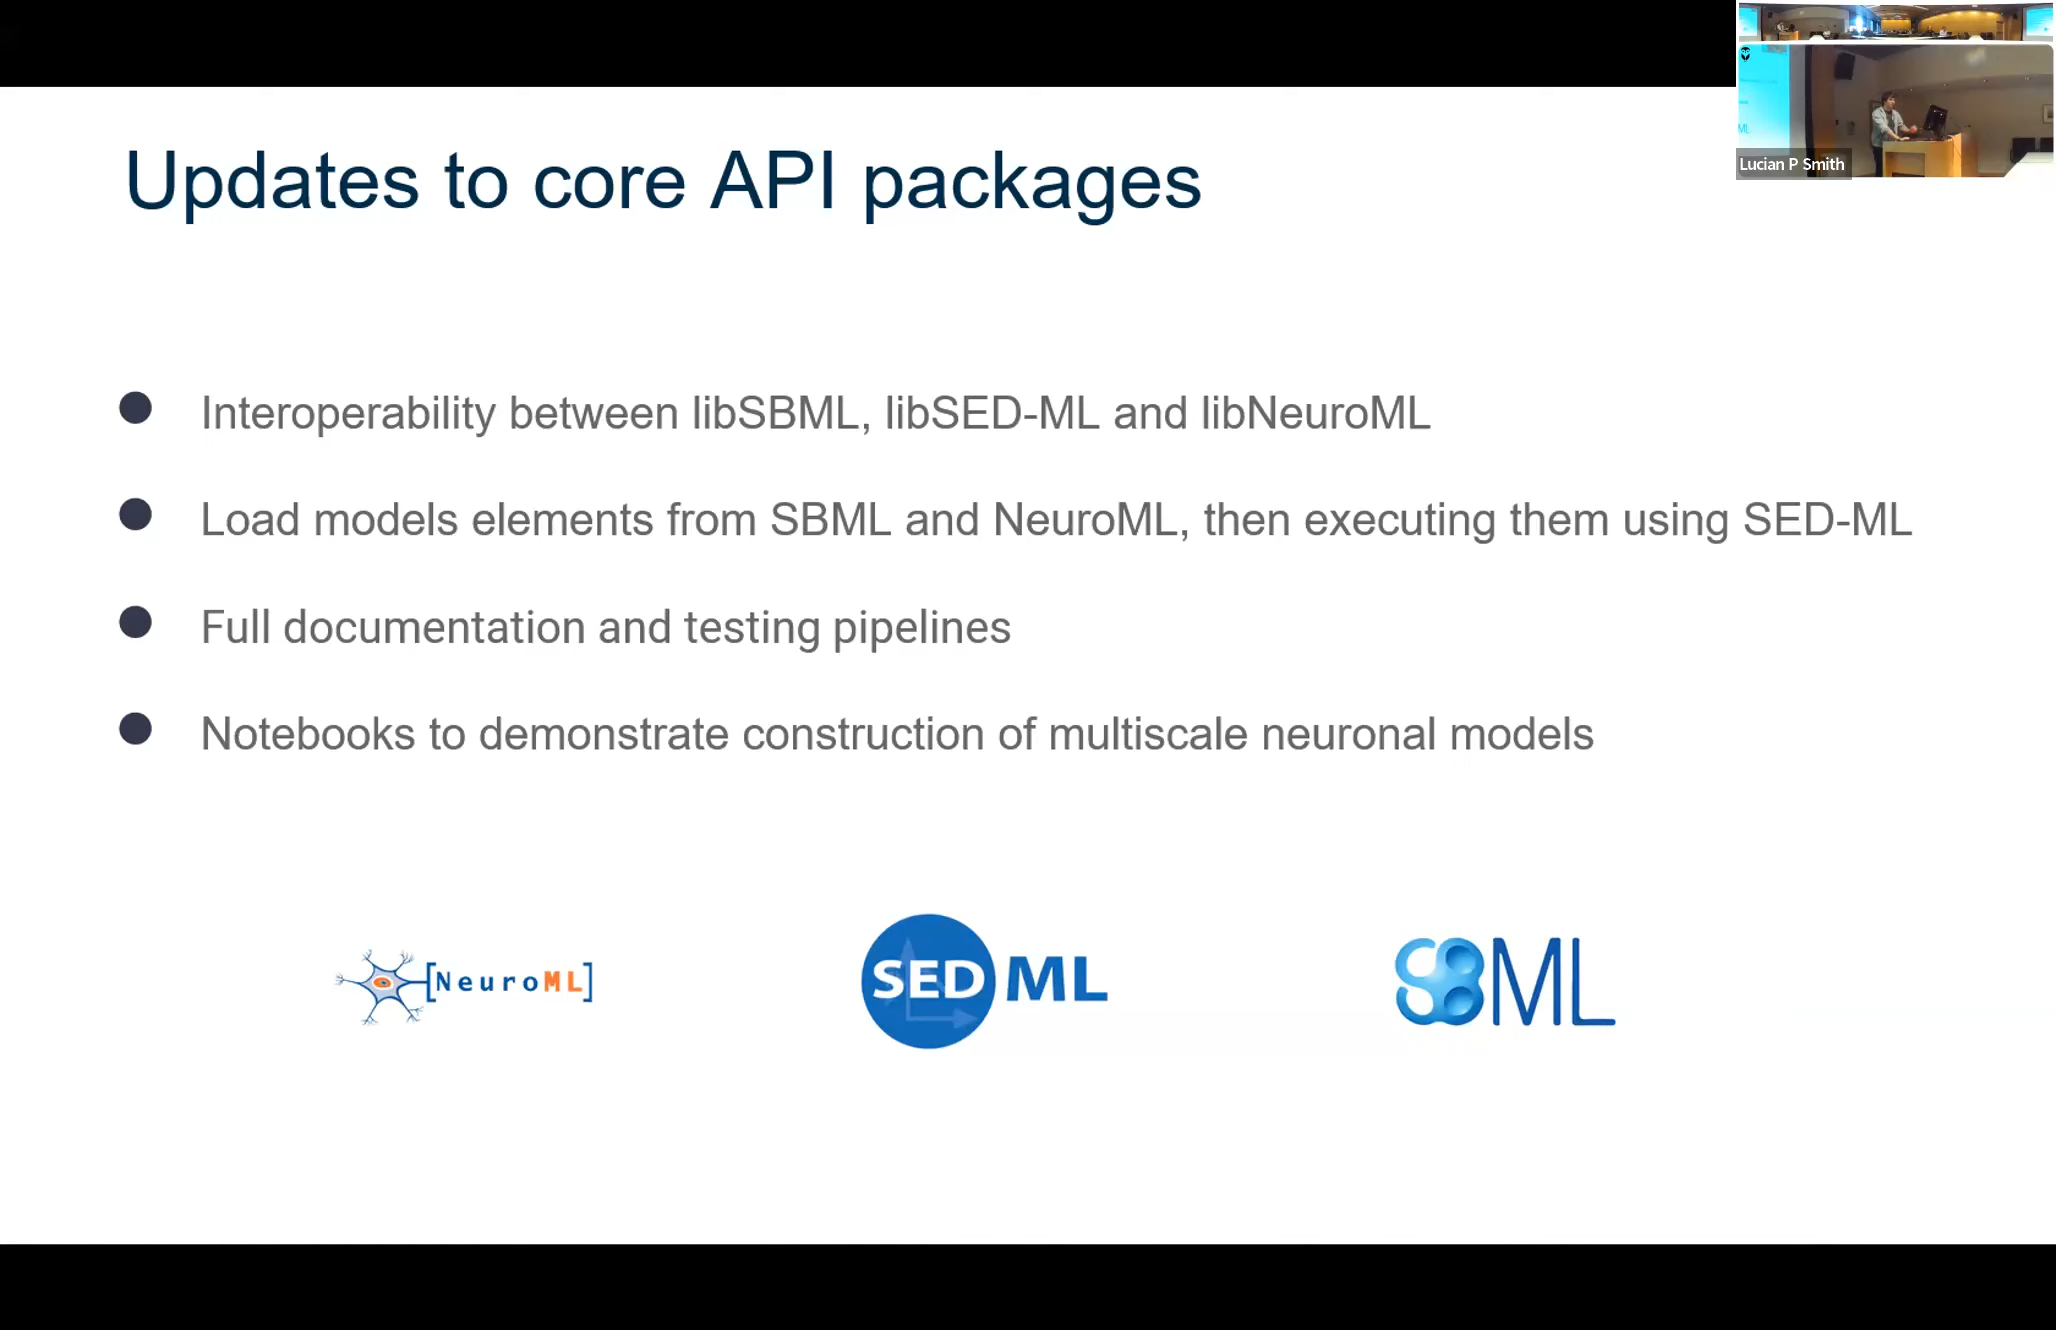 Updates to core API packages
Interoperability between libSBML, libSED-ML and libNeuroML
Load models elements from SBML and NeuroML, then executing them using SED-ML
Full documentation and testing pipelines
Notebooks to demonstrate construction of multiscale neuronal models
[NeuroML]
SED ML
SBML
Lucian P Smith
ML